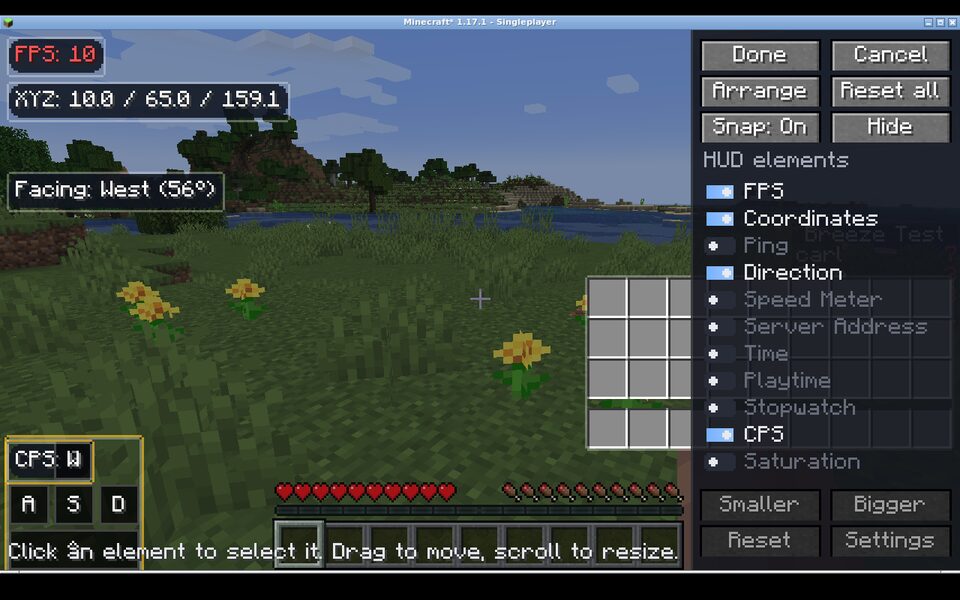 Minecraft* 1.17.1 - Singleplayer
FPS: 10
XYZ: 10.0 / 65.0 / 159.1
Facing: West (56°)
CPS W
A S D
Click an element to select it. Drag to move, scroll to resize.
Done Cancel
Arrange Reset all
Snap: On Hide
HUD elements
FPS
Coordinates
Ping
Direction
Speed Meter
Server Address
Time
Playtime
Stopwatch
CPS
Saturation
Smaller Bigger
Reset Settings